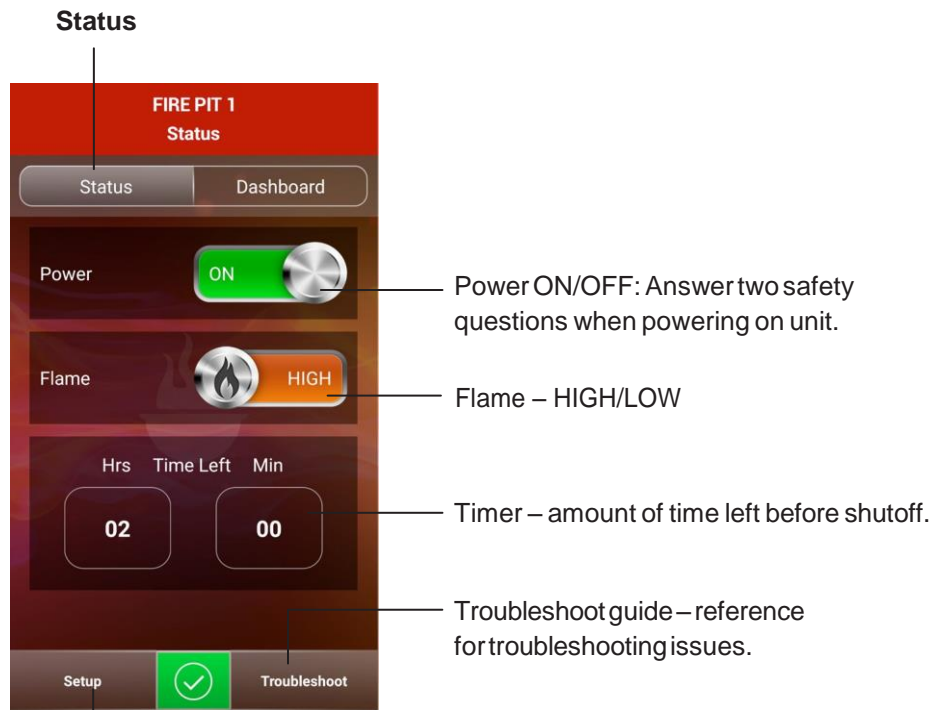 Status
FIRE PIT 1
Status
Status Dashboard
Power ON
Power ON/OFF: Answer two safety
questions when powering on unit.
Flame HIGH
Flame – HIGH/LOW
Hrs Time Left Min
02 00
Timer – amount of time left before shutoff.
Troubleshoot guide – reference
for troubleshooting issues.
Setup Troubleshoot